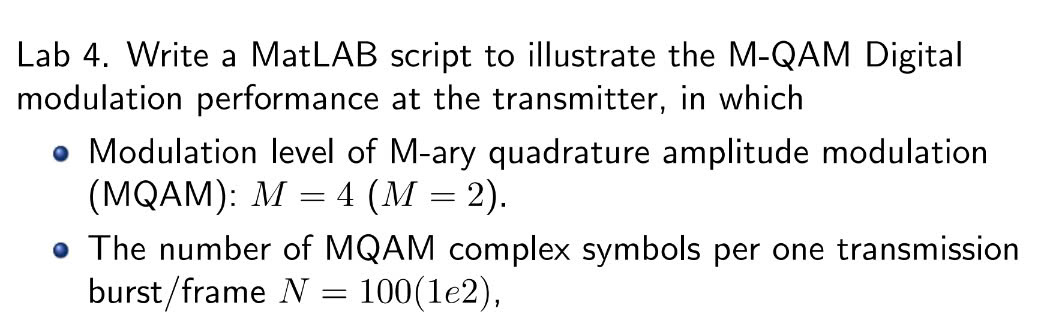 Lab 4. Write a MatLAB script to illustrate the M-QAM Digital
modulation performance at the transmitter, in which
Modulation level of M-ary quadrature amplitude modulation
(MQAM): M = 4 (M = 2).
The number of MQAM complex symbols per one transmission
burst/frame N = 100(1e2),